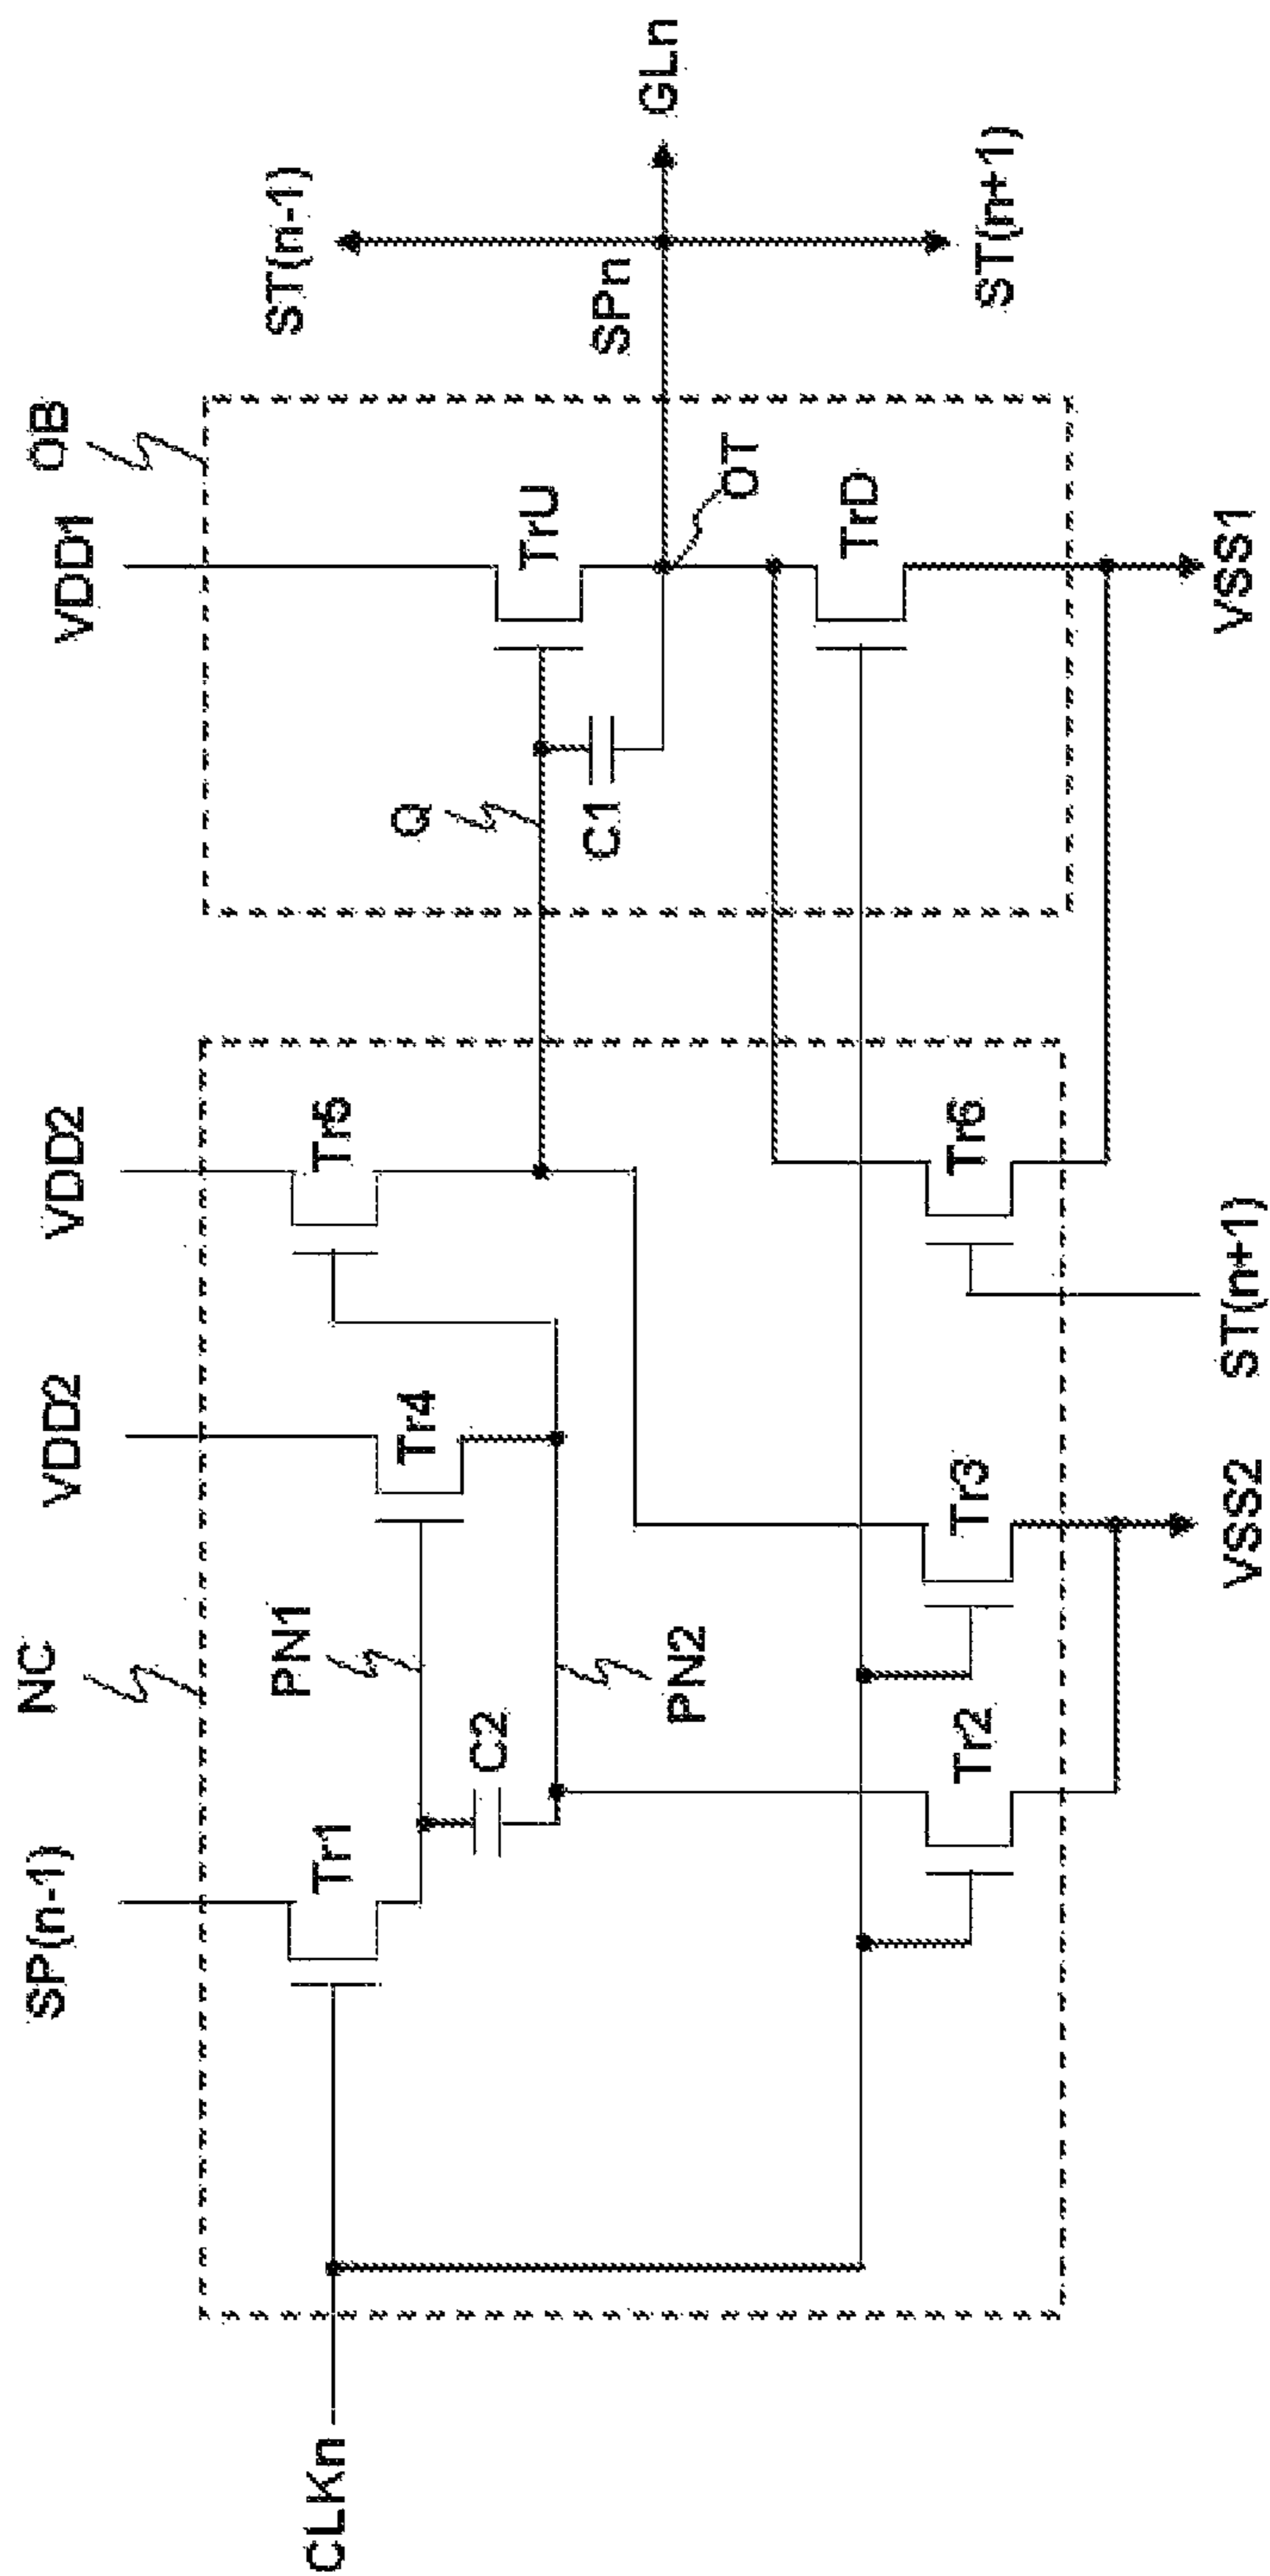 NC
OB
SP(n-1)
VDD2
VDD2
VDD1
ST(n-1)
CLKn
Tr1
PN1
Tr4
Tr5
Q
TrU
C2
C1
SPn
GLn
PN2
OT
Tr2
Tr3
Tr6
TrD
ST(n+1)
VSS2
ST(n+1)
VSS1